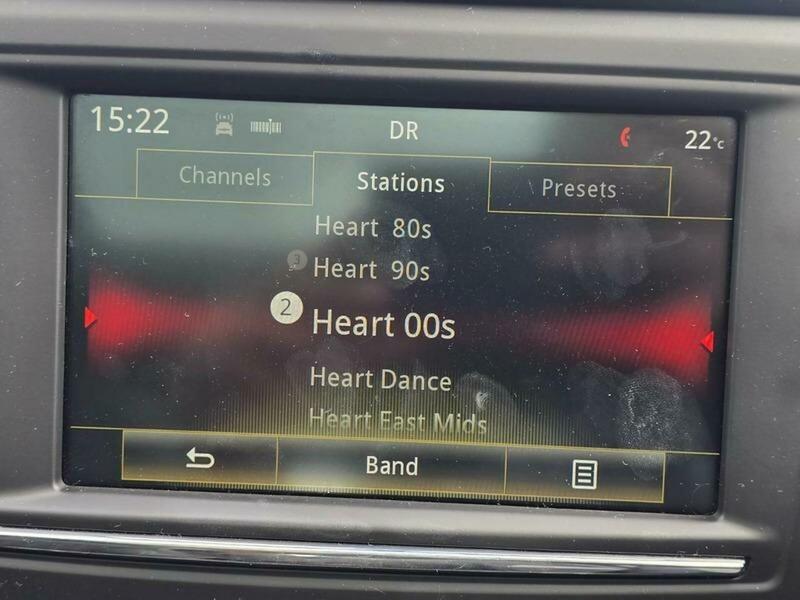 15:22 DR 22°c
Channels Stations Presets
Heart 80s
3 Heart 90s
2 Heart 00s
Heart Dance
Heart East Mids
Band